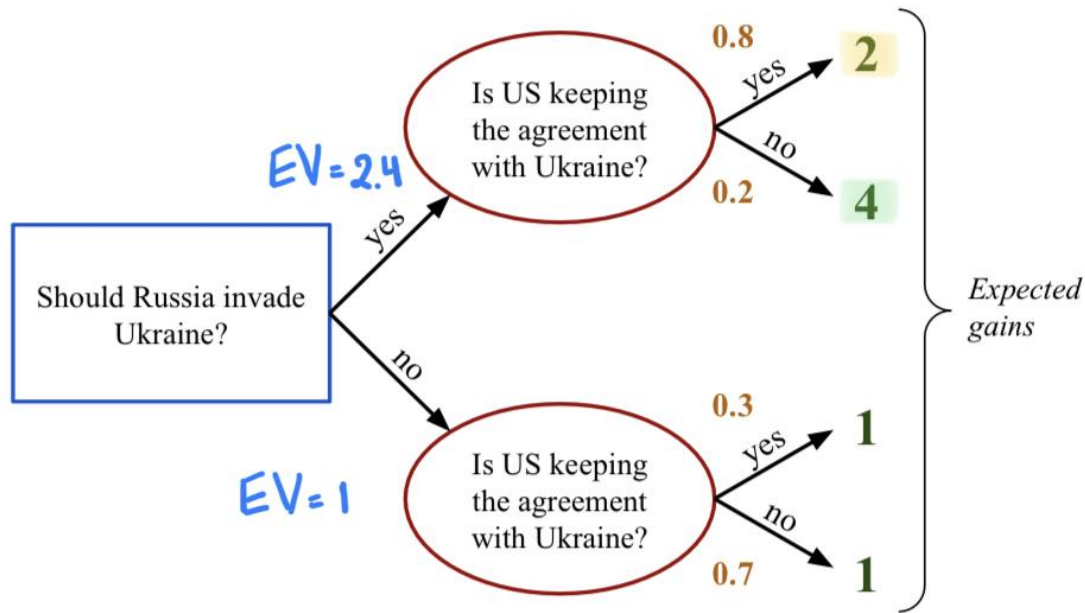 Should Russia invade
Ukraine?
EV=2.4
yes
Is US keeping
the agreement
with Ukraine?
0.8
yes
2
no
0.2
4
EV=1
no
Is US keeping
the agreement
with Ukraine?
0.3
yes
1
no
0.7
1
Expected
gains